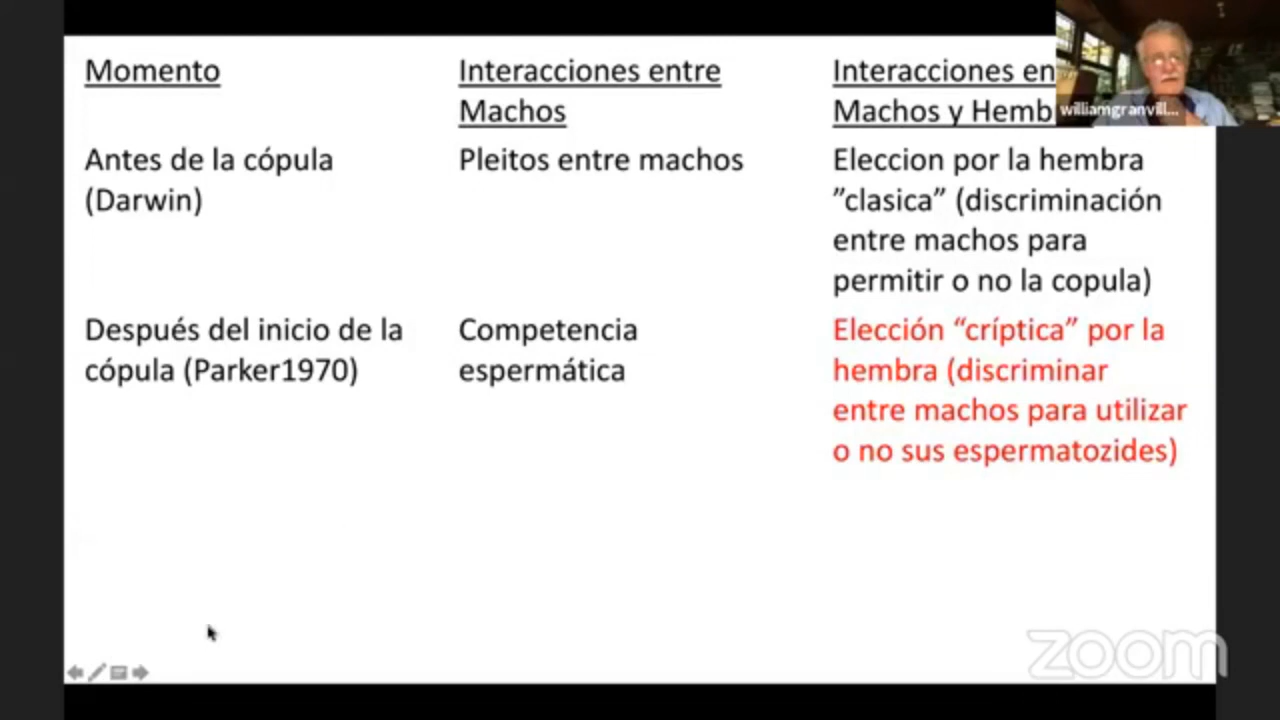 Momento
Interacciones entre
Machos
Interacciones en
Machos y Hemb
williamgranvill...
Antes de la cópula
(Darwin)
Pleitos entre machos
Eleccion por la hembra
”clasica” (discriminación
entre machos para
permitir o no la copula)
Después del inicio de la
cópula (Parker1970)
Competencia
espermática
Elección “críptica” por la
hembra (discriminar
entre machos para utilizar
o no sus espermatozides)
zoom